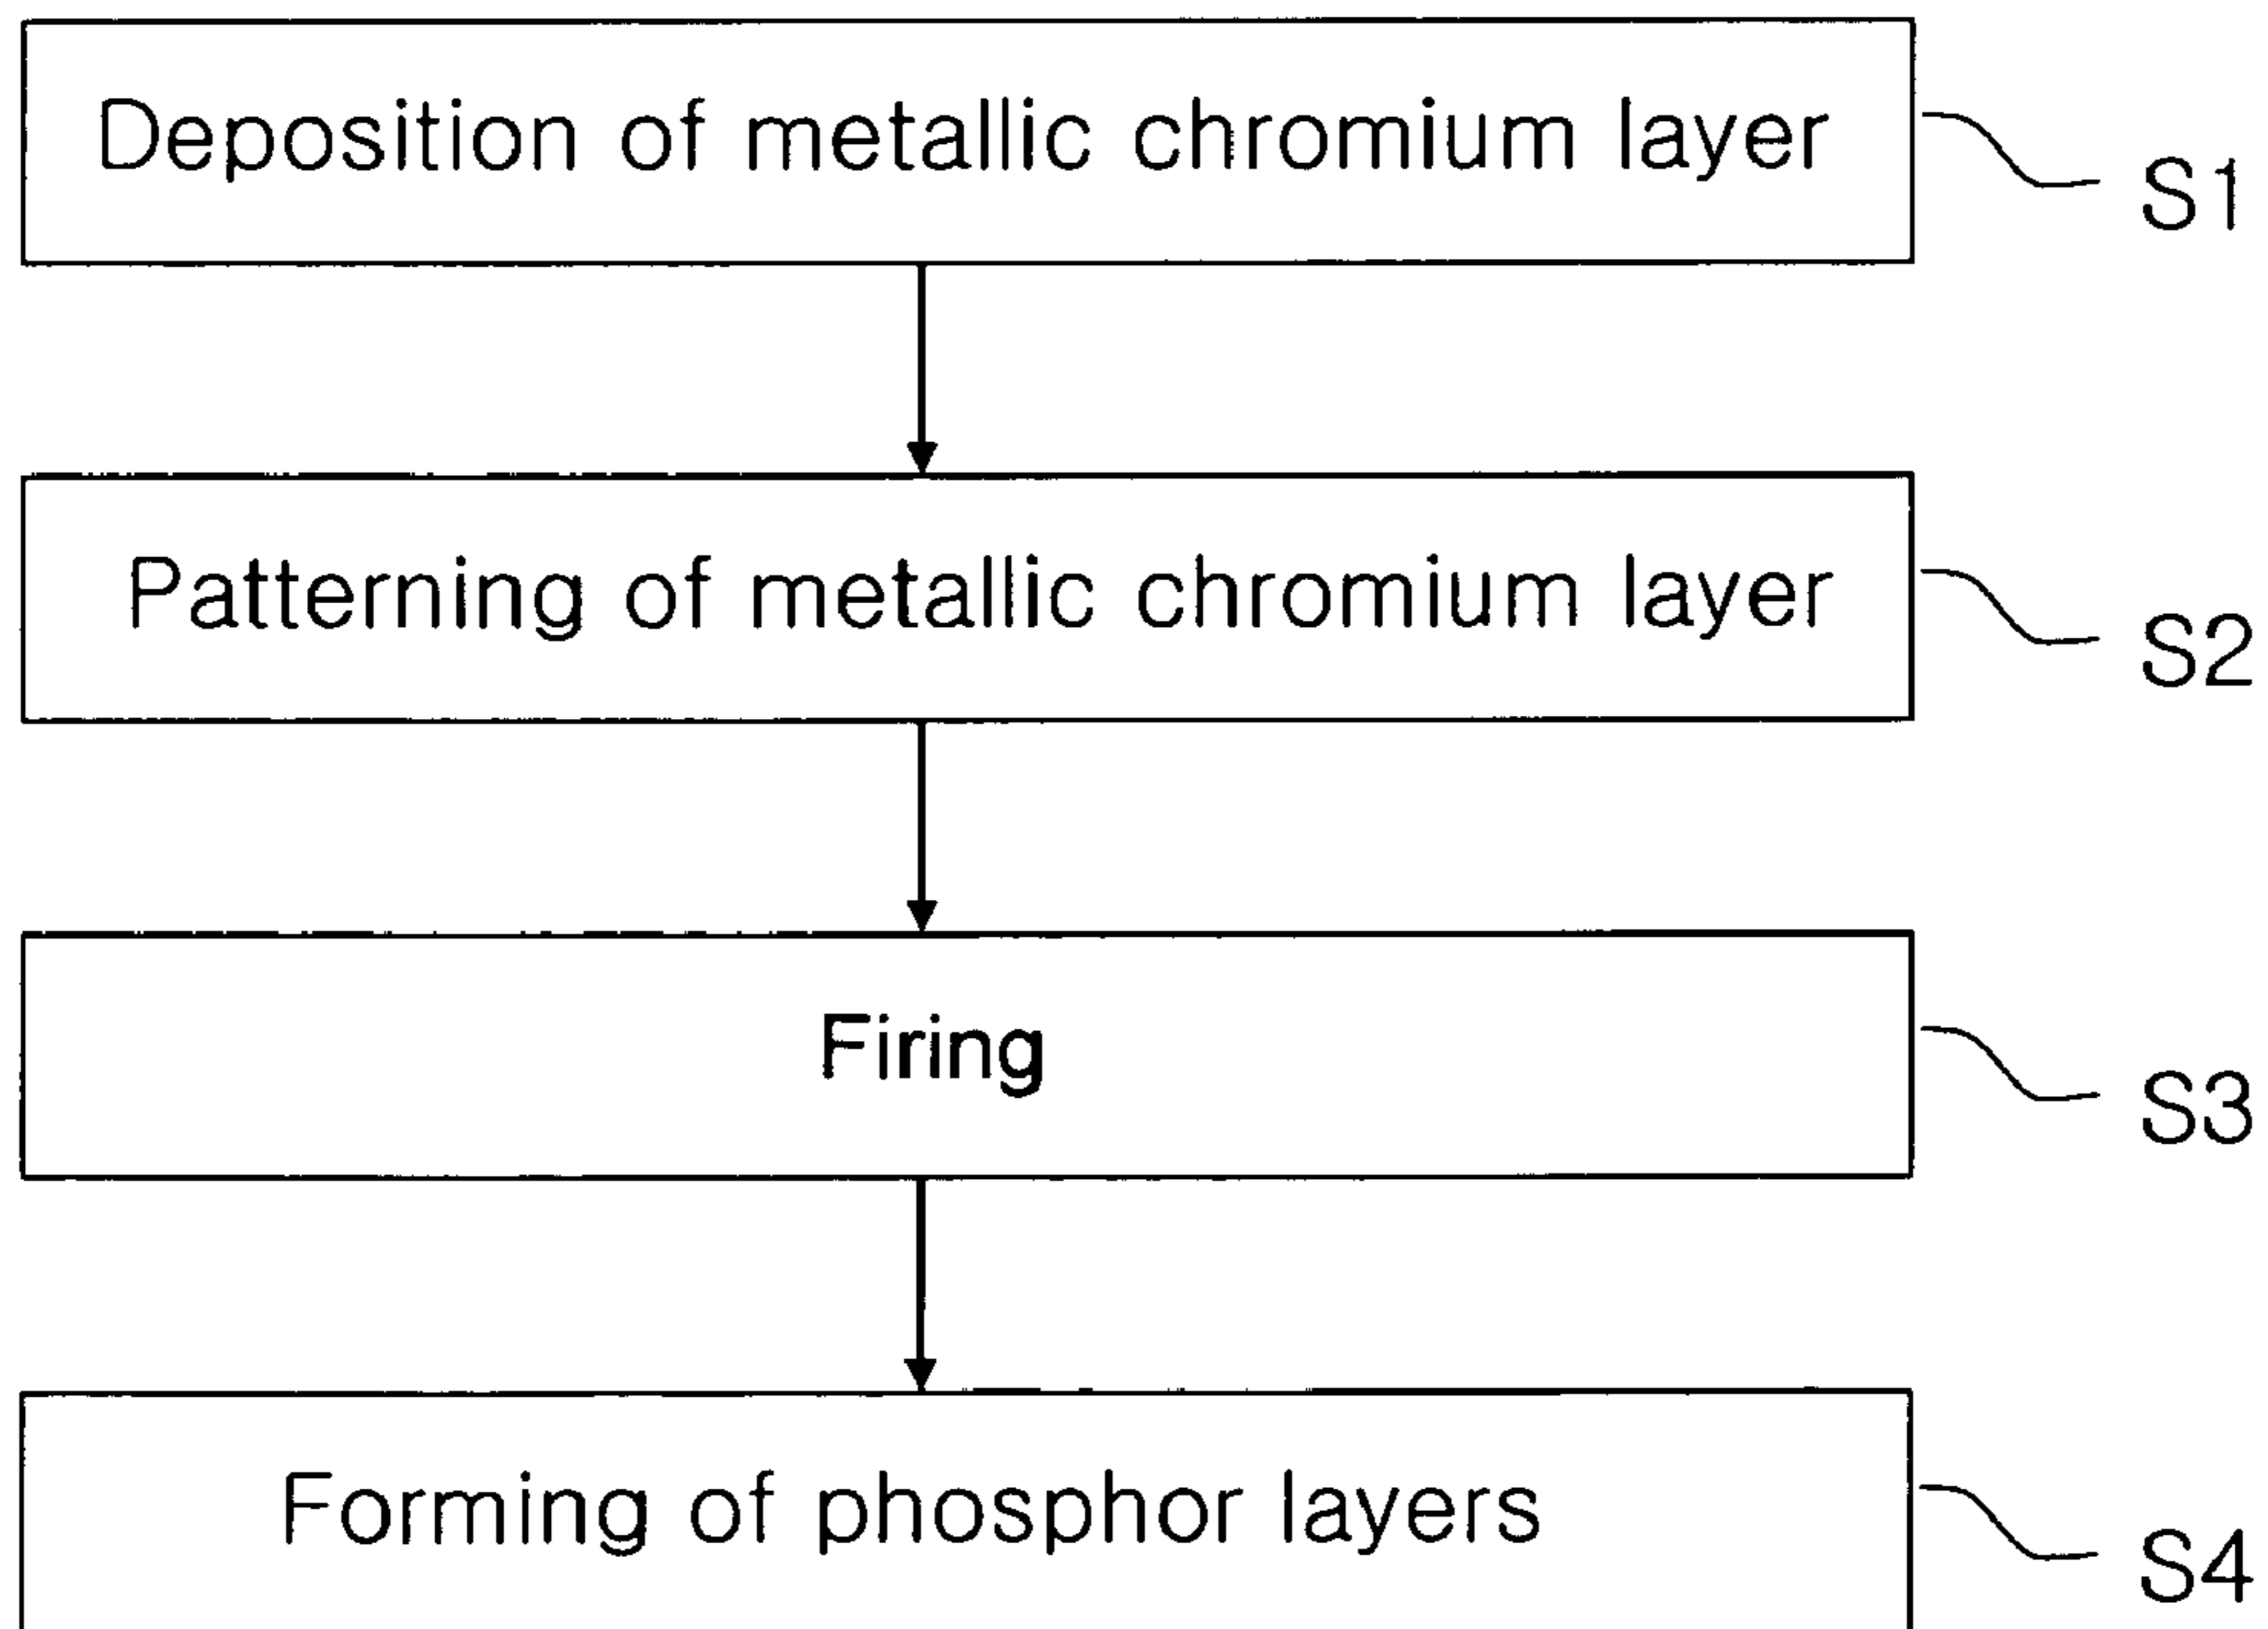 Deposition of metallic chromium layer
S1
Patterning of metallic chromium layer
S2
Firing
S3
Forming of phosphor layers
S4